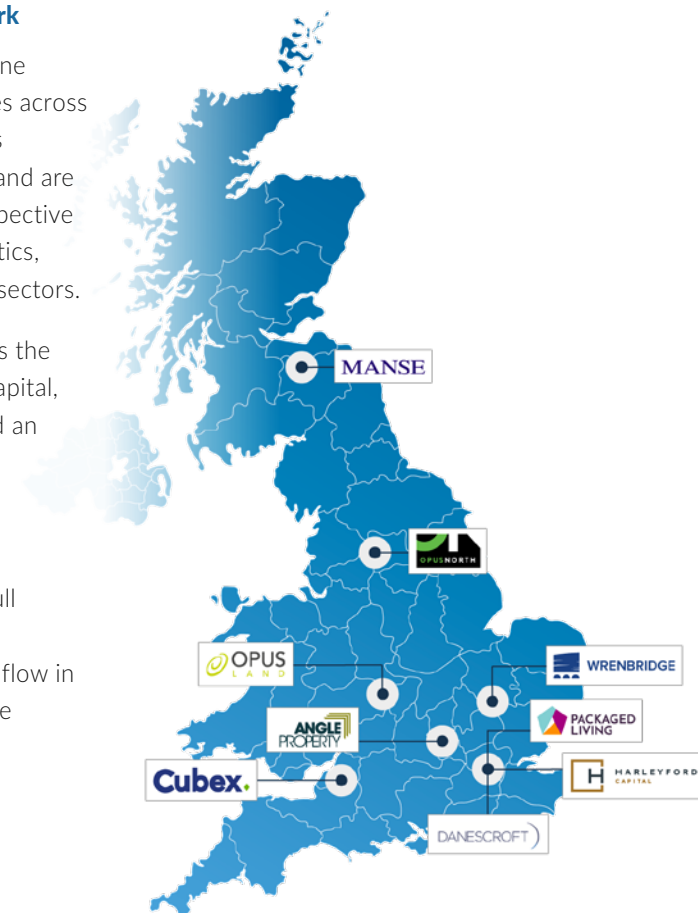 rk
ne
es across
s
and are
pective
tics,
sectors.
s the
apital,
d an
ull
flow in
e
MANSE
OPUSNORTH
OPUS
LAND
WRENBRIDGE
ANGLE
PROPERTY
PACKAGED
LIVING
Cubex.
HARLEYFORD
CAPITAL
DANESCROFT